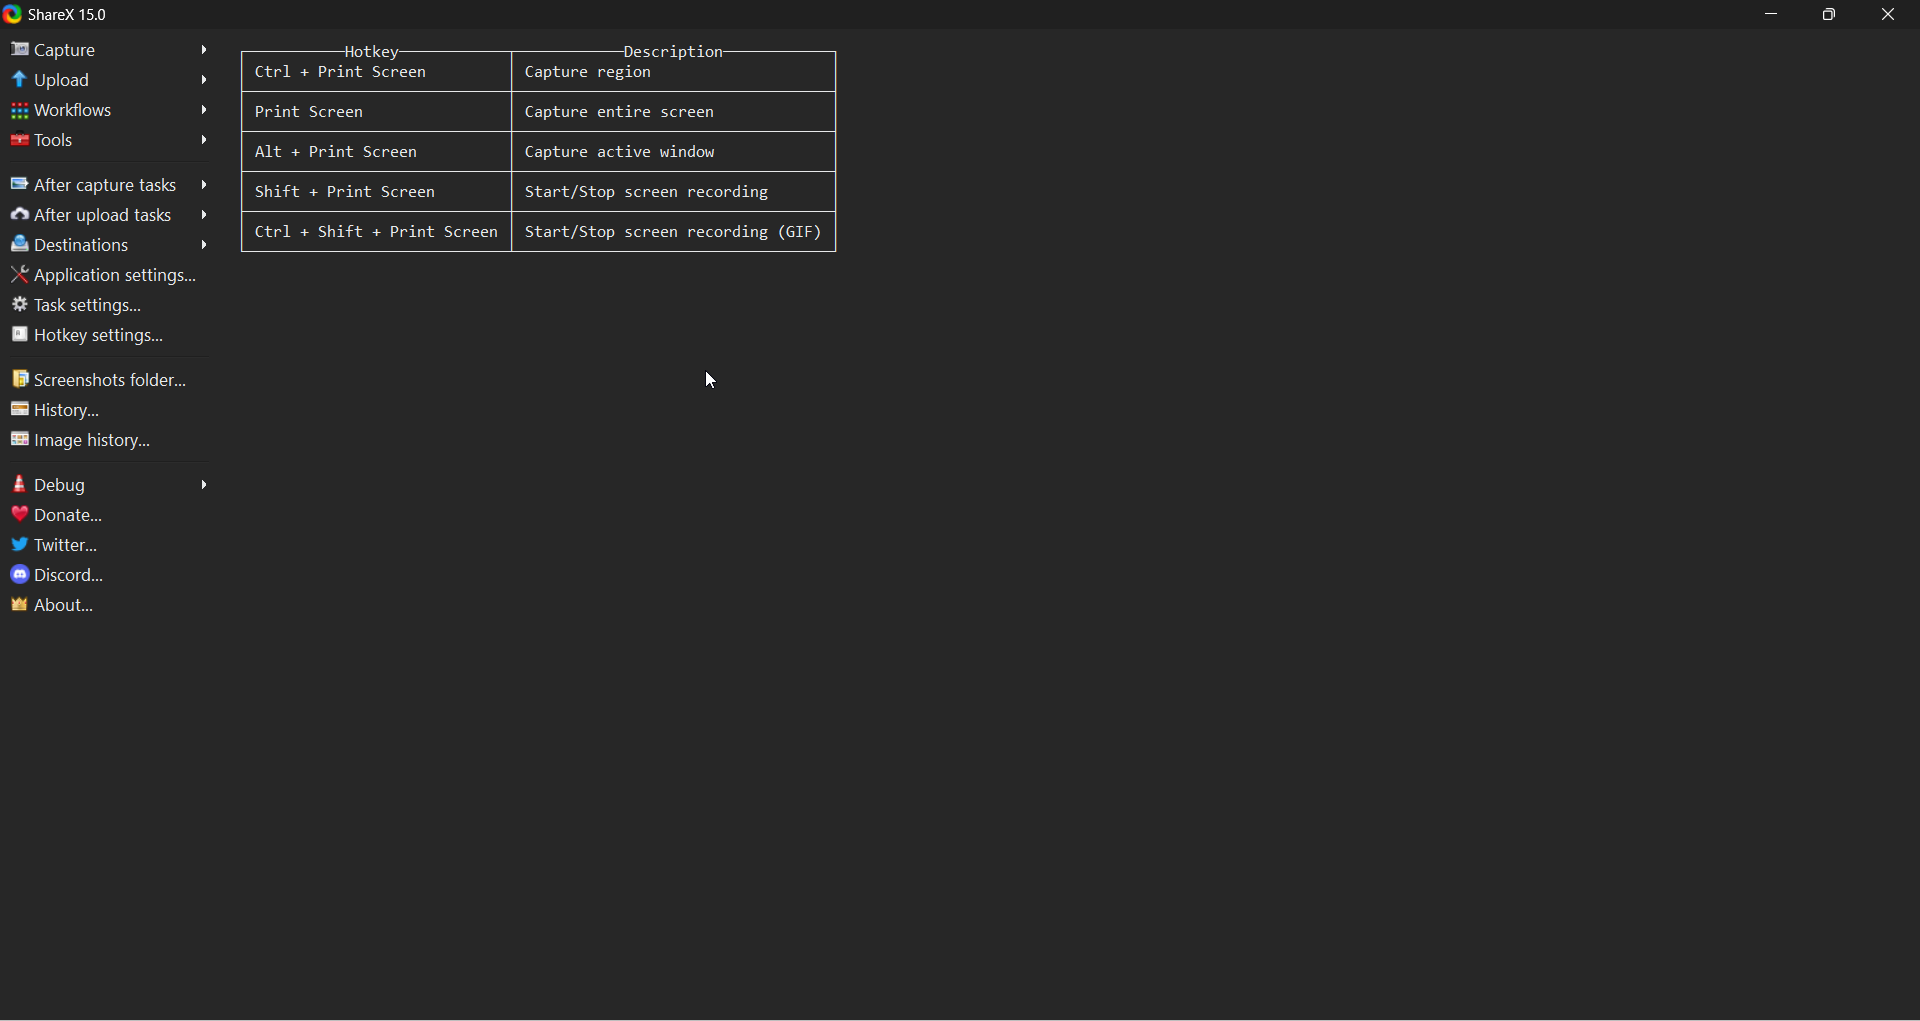 ShareX 15.0
Capture
Upload
Workflows
Tools
After capture tasks
After upload tasks
Destinations
Application settings...
Task settings...
Hotkey settings...
Screenshots folder...
History...
Image history...
Debug
Donate...
Twitter...
Discord...
About...
Hotkey Description
Ctrl + Print Screen Capture region
Print Screen Capture entire screen
Alt + Print Screen Capture active window
Shift + Print Screen Start/Stop screen recording
Ctrl + Shift + Print Screen Start/Stop screen recording (GIF)